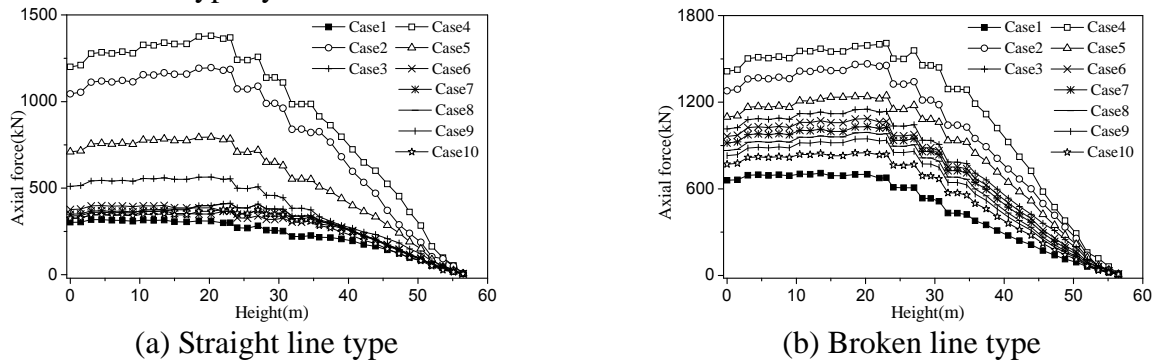 1500
1000
500
0
Axial force(kN)
0 10 20 30 40 50 60
Height(m)
Case1 Case4
Case2 Case5
Case3 Case6
Case7
Case8
Case9
Case10
(a) Straight line type
1800
1200
600
0
Axial force(kN)
0 10 20 30 40 50 60
Height(m)
Case1 Case4
Case2 Case5
Case3 Case6
Case7
Case8
Case9
Case10
(b) Broken line type